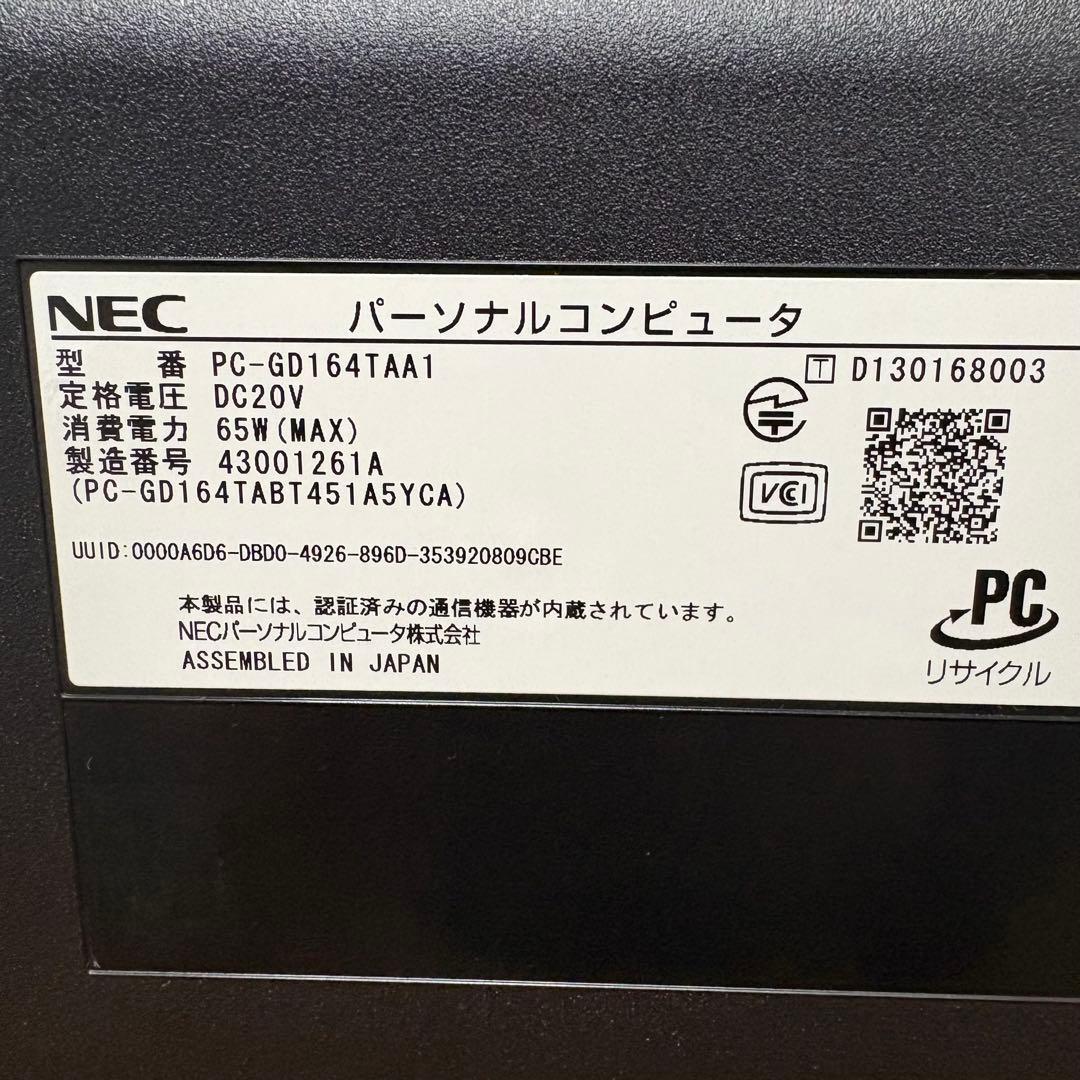 NEC パーソナルコンピュータ
型 番 PC-GD164TAA1
定格電圧 DC20V
消費電力 65W(MAX)
製造番号 43001261A
(PC-GD164TABT451A5YCA)
UUID:0000A6D6-DBD0-4926-896D-353920809CBE
本製品には、認証済みの通信機器が内蔵されています。
NECパーソナルコンピュータ株式会社
ASSEMBLED IN JAPAN
T D130168003
VCCI
PC
リサイクル